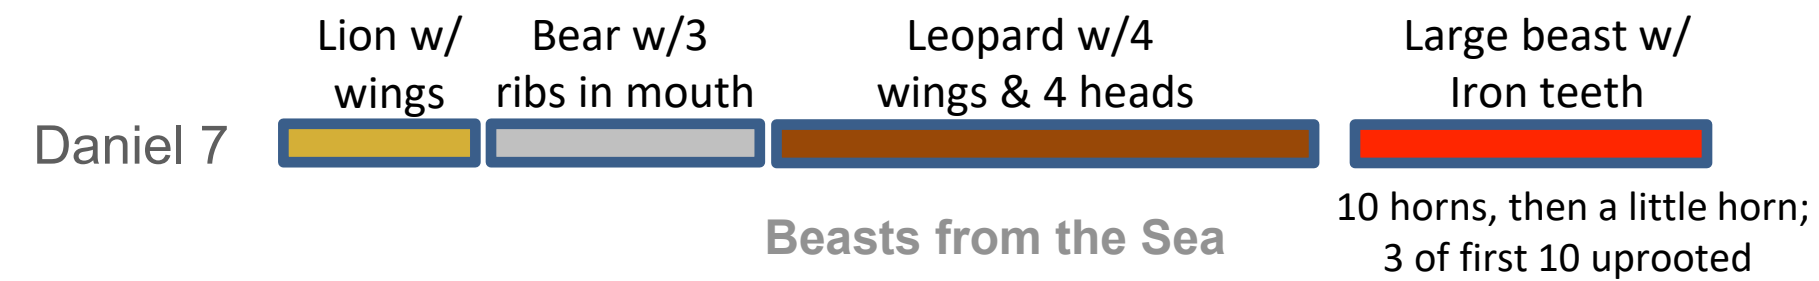 Lion w/
wings
Bear w/3
ribs in mouth
Leopard w/4
wings & 4 heads
Large beast w/
Iron teeth
Daniel 7
10 horns, then a little horn;
3 of first 10 uprooted
Beasts from the Sea